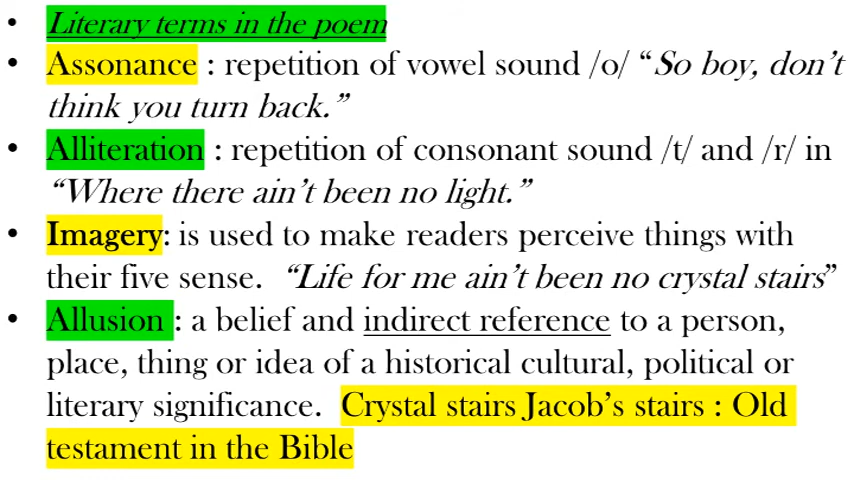 • Literary terms in the poem
• Assonance : repetition of vowel sound /o/ “So boy, don’t
think you turn back.”
• Alliteration : repetition of consonant sound /t/ and /r/ in
“Where there ain’t been no light.”
• Imagery: is used to make readers perceive things with
their five sense. “Life for me ain’t been no crystal stairs”
• Allusion : a belief and indirect reference to a person,
place, thing or idea of a historical cultural, political or
literary significance. Crystal stairs Jacob’s stairs : Old
testament in the Bible